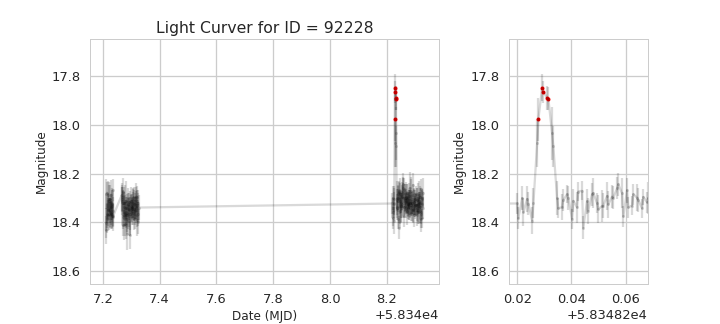 Light Curver for ID = 92228
Magnitude
17.8
18.0
18.2
18.4
18.6
7.2 7.4 7.6 7.8 8.0 8.2
Date (MJD)
+5.834e4
Magnitude
17.8
18.0
18.2
18.4
18.6
0.02 0.04 0.06
+5.83482e4